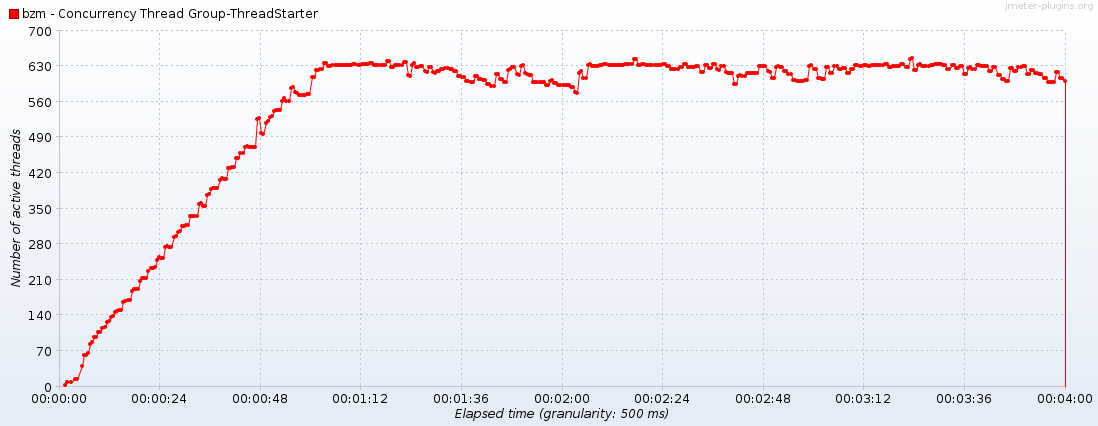 bzm - Concurrency Thread Group-ThreadStarter
jmeter-plugins.org
700
630
560
490
420
350
280
210
140
70
0
Number of active threads
00:00:00 00:00:24 00:00:48 00:01:12 00:01:36 00:02:00 00:02:24 00:02:48 00:03:12 00:03:36 00:04:00
Elapsed time (granularity: 500 ms)